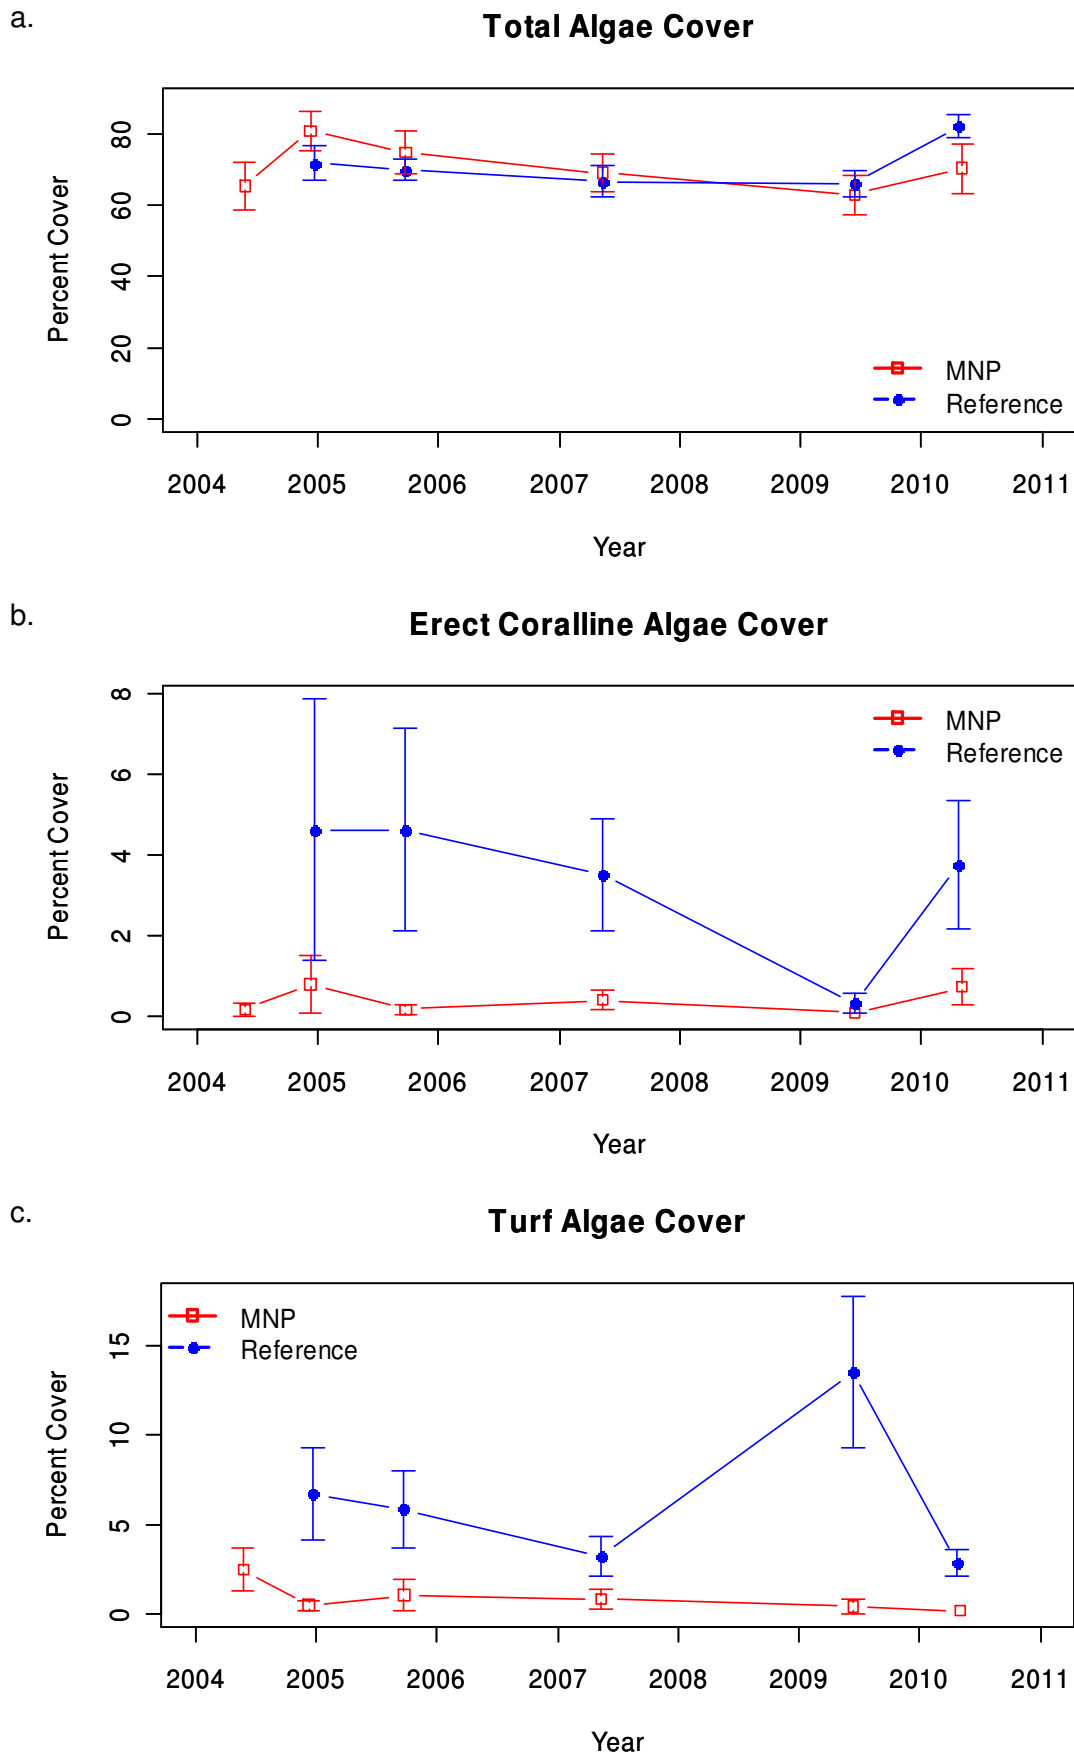 a.
Total Algae Cover
Percent Cover
80
60
40
20
0
MNP
Reference
2004 2005 2006 2007 2008 2009 2010 2011
Year
b.
Erect Coralline Algae Cover
Percent Cover
8
6
4
2
0
MNP
Reference
2004 2005 2006 2007 2008 2009 2010 2011
Year
c.
Turf Algae Cover
Percent Cover
15
10
5
0
MNP
Reference
2004 2005 2006 2007 2008 2009 2010 2011
Year